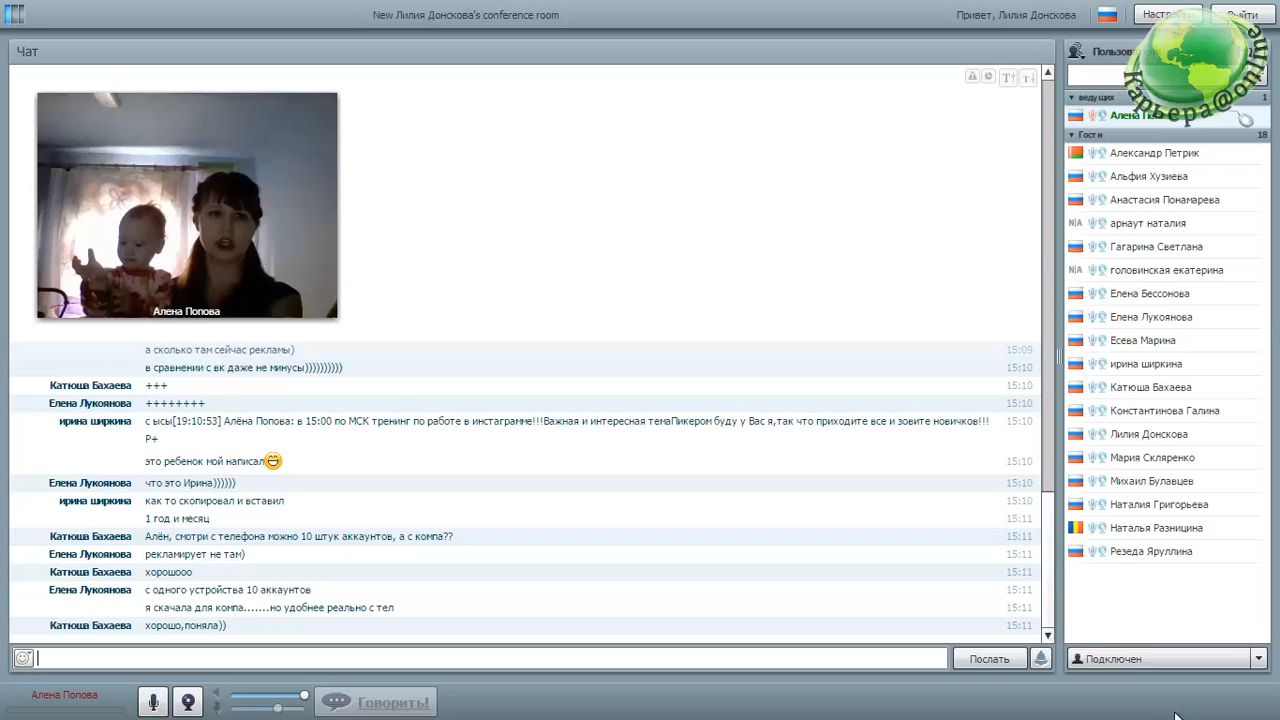 New Лилия Донскова's conference room
Привет, Лилия Донскова
Выйти
Чат
Карьера@online
ведущих 1
Алена
Гости 18
Александр Петрик
Альфия Хузиева
Анастасия Понамарева
N/A арнаут наталия
Гагарина Светлана
N/A головинская екатерина
Елена Бессонова
Елена Лукоянова
Есева Марина
ирина ширкина
Катюша Бахаева
Константинова Галина
Лилия Донскова
Мария Скляренко
Михаил Булавцев
Наталия Григорьева
Наталья Разницина
Резеда Яруллина
Алена Попова
а сколько там сейчас рекламы) 15:09
в сравнении с вк даже не минусы)))))))))) 15:10
Катюша Бахаева +++ 15:10
Елена Лукоянова ++++++++ 15:10
ирина ширкина с ысы[19:10:53] Алёна Попова: в 15:00 по МСК тренинг по работе в инстаграмме!!!Важная и интересная темаПикером буду у Вас я,так что приходите все и зовите новичков!!! 15:10
Р+
это ребенок мой написал 15:10
Елена Лукоянова что это Ирина)))))) 15:10
ирина ширкина как то скопировал и вставил 15:10
1 год и месяц 15:11
Катюша Бахаева Алён, смотри с телефона можно 10 штук аккаунтов, а с компа?? 15:11
Елена Лукоянова рекламирует не там) 15:11
Катюша Бахаева хорошооо 15:11
Елена Лукоянова с одного устройства 10 аккаунтов 15:11
я скачала для компа.......но удобнее реально с тел 15:11
Катюша Бахаева хорошо,поняла)) 15:11
Послать
Подключен
Алена Попова
Говорить!